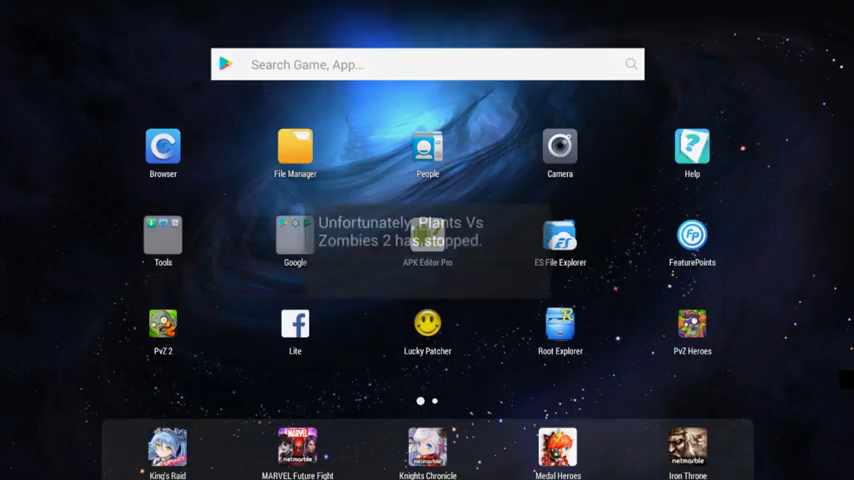 Search Game, App...
Browser
File Manager
People
Camera
Help
Unfortunately, Plants Vs
Zombies 2 has stopped.
Tools
Google
APK Editor Pro
ES File Explorer
FeaturePoints
PvZ 2
Lite
Lucky Patcher
Root Explorer
PvZ Heroes
King's Raid
MARVEL Future Fight
Knights Chronicle
Medal Heroes
Iron Throne